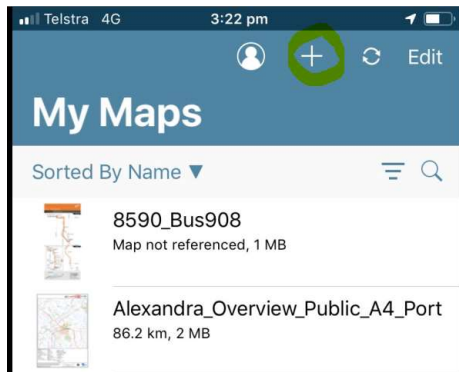 Telstra 4G 3:22 pm
Edit
My Maps
Sorted By Name ▼
8590_Bus908
Map not referenced, 1 MB
Alexandra_Overview_Public_A4_Port
86.2 km, 2 MB